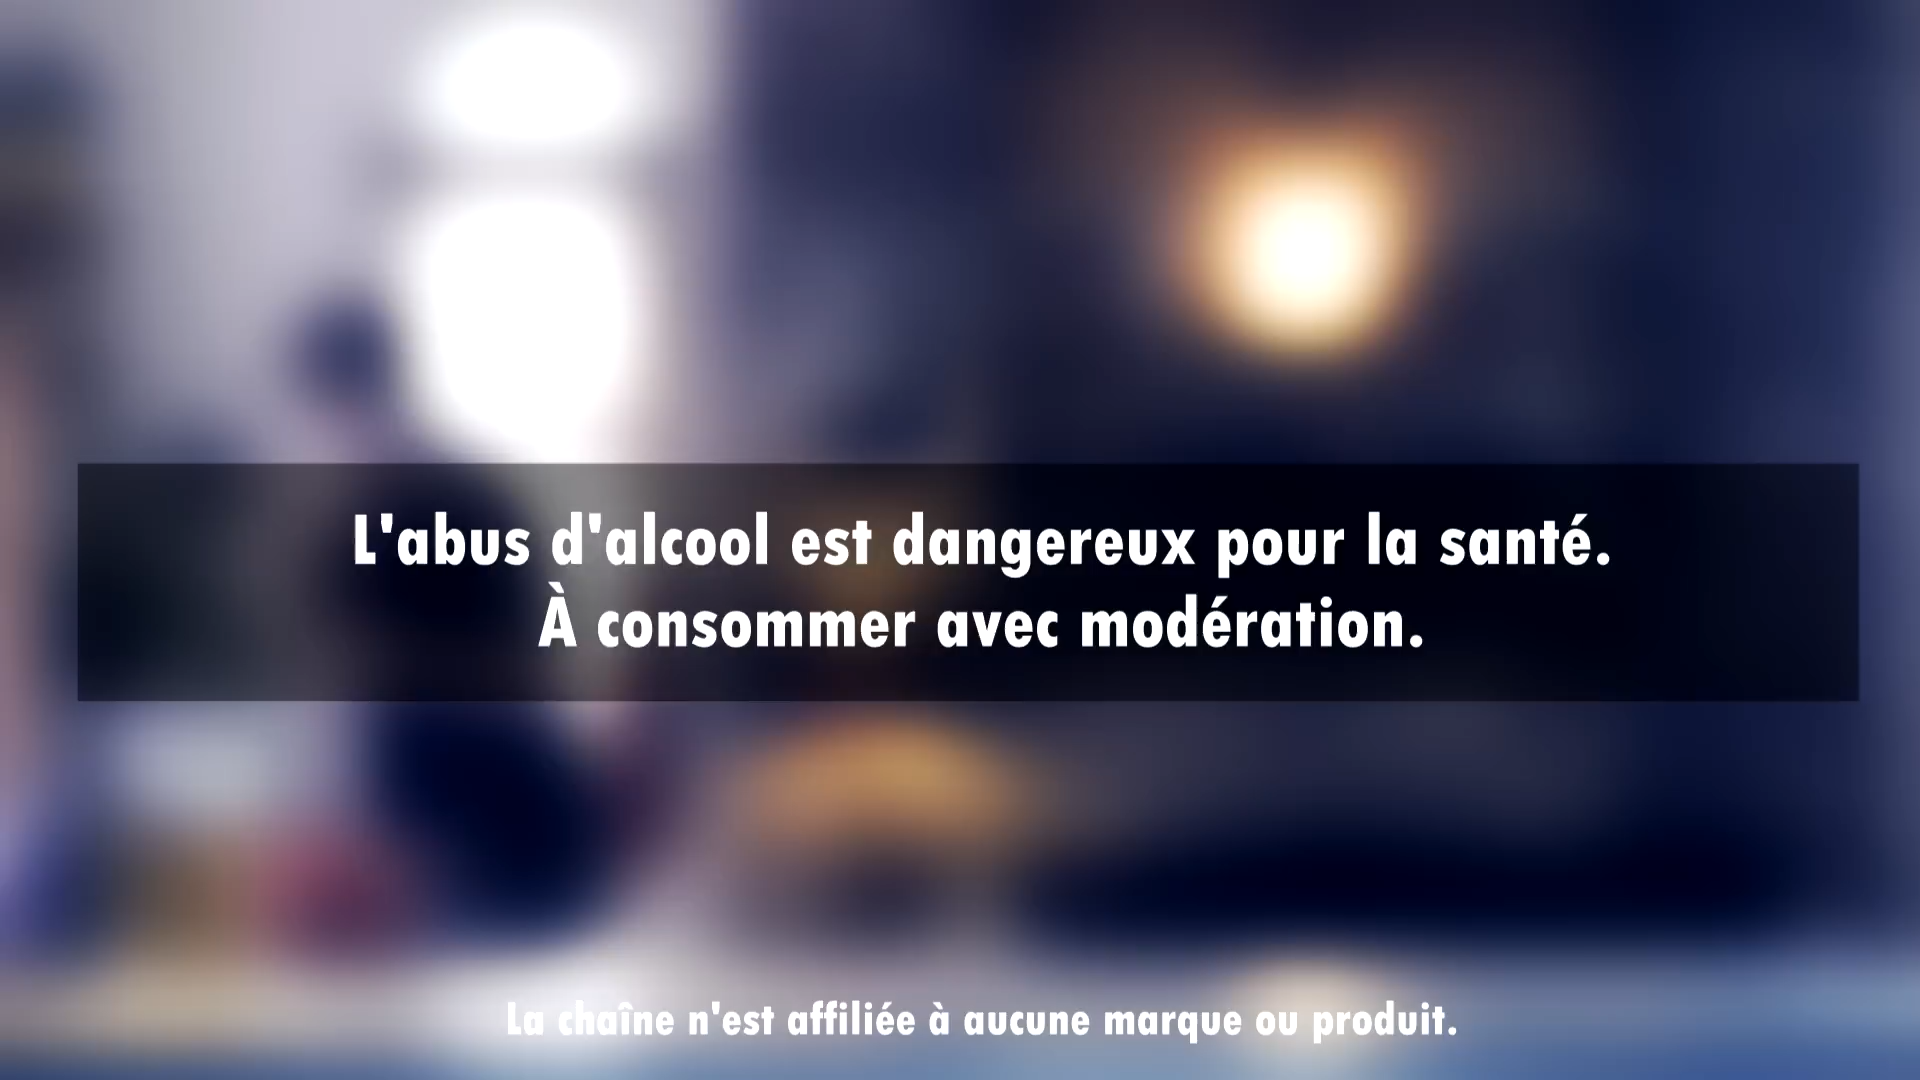 L'abus d'alcool est dangereux pour la santé.
À consommer avec modération.
La chaîne n'est affiliée à aucune marque ou produit.